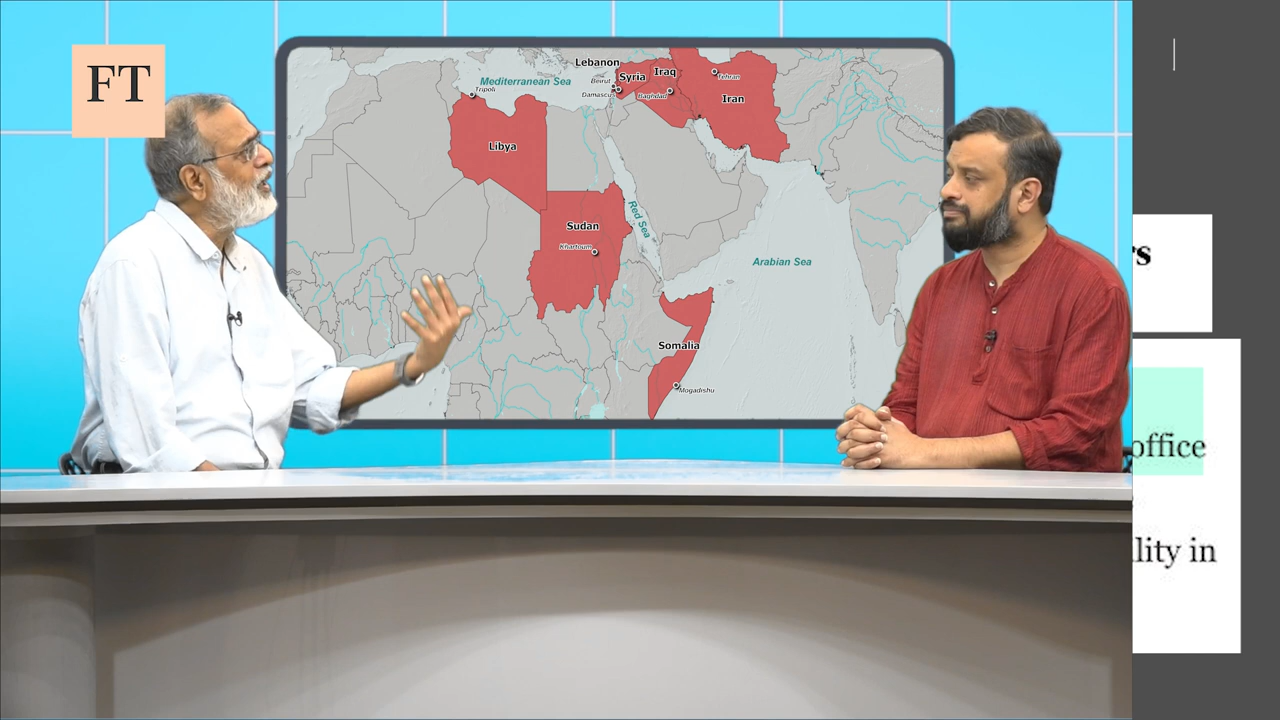 FT
Lebanon
Mediterranean Sea
Beirut
Syria
Iraq
Tehran
Tripoli
Damascus
Baghdad
Iran
Libya
Red Sea
Sudan
Khartoum
Arabian Sea
Somalia
Mogadishu
rs
office
lity in